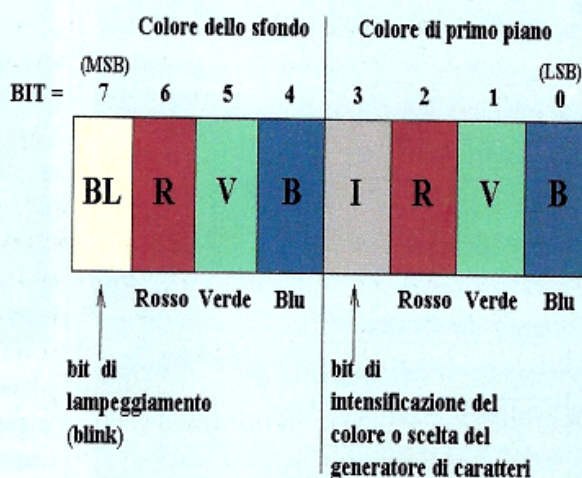 Colore dello sfondo Colore di primo piano
(MSB) (LSB)
BIT = 7 6 5 4 3 2 1 0
BL R V B I R V B
Rosso Verde Blu Rosso Verde Blu
bit di
lampeggiamento
(blink)
bit di
intensificazione del
colore o scelta del
generatore di caratteri